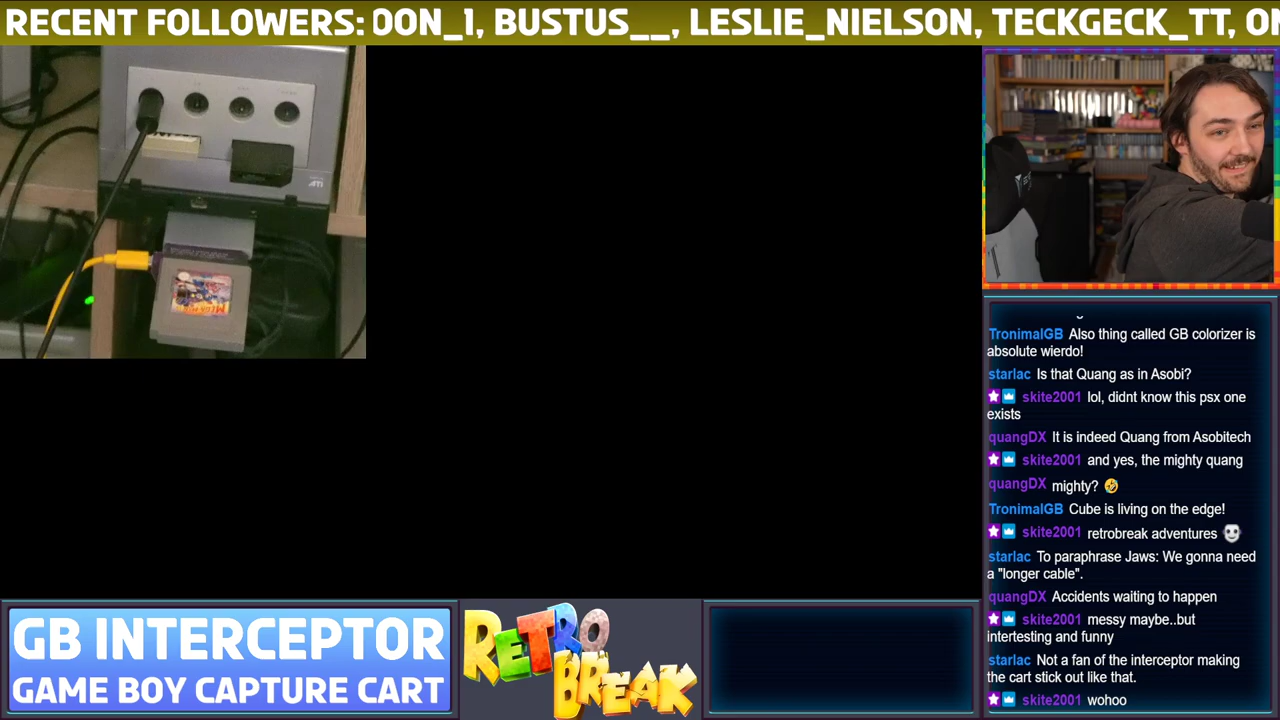 RECENT FOLLOWERS: DON_1, BUSTUS__, LESLIE_NIELSON, TECKGECK_TT, ON
ATI
TronimalGB Also thing called GB colorizer is
absolute wierdo!
starlac Is that Quang as in Asobi?
skite2001 lol, didnt know this psx one
exists
quangDX It is indeed Quang from Asobitech
skite2001 and yes, the mighty quang
quangDX mighty? 🤣
TronimalGB Cube is living on the edge!
skite2001 retrobreak adventures
starlac To paraphrase Jaws: We gonna need
a "longer cable".
quangDX Accidents waiting to happen
skite2001 messy maybe..but
intertesting and funny
starlac Not a fan of the interceptor making
the cart stick out like that.
skite2001 wohoo
GB INTERCEPTOR
GAME BOY CAPTURE CART
RETRO
BREAK